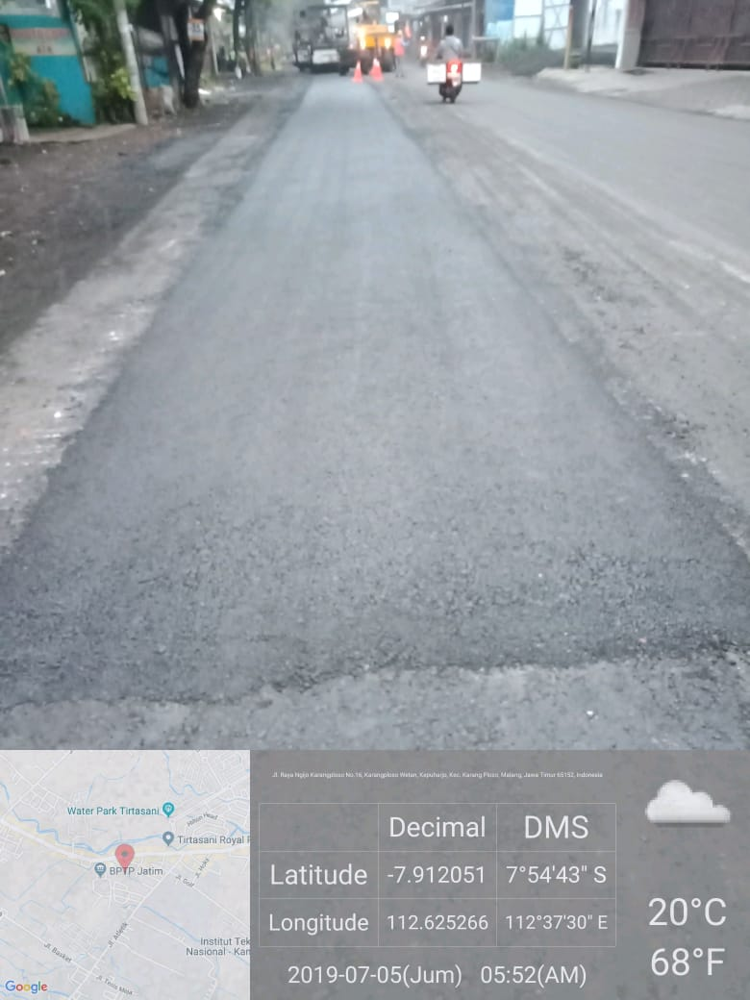 Jl. Raya Ngijo Karangploso No.16, Karangploso Wetan, Kepuharjo, Kec. Karang Ploso, Malang, Jawa Timur 65152, Indonesia
Decimal DMS
Latitude -7.912051 7°54'43" S
Longitude 112.625266 112°37'30" E
2019-07-05(Jum) 05:52(AM)
20°C
68°F
Water Park Tirtasani
Hilton Head
Tirtasani Royal
BPTP Jatim
Jl. Golf
Jl. Hoky
Jl. Atletik
Institut Tek
Nasional - Kam
Jl. Basket
Jl. Tenis Meja
Google